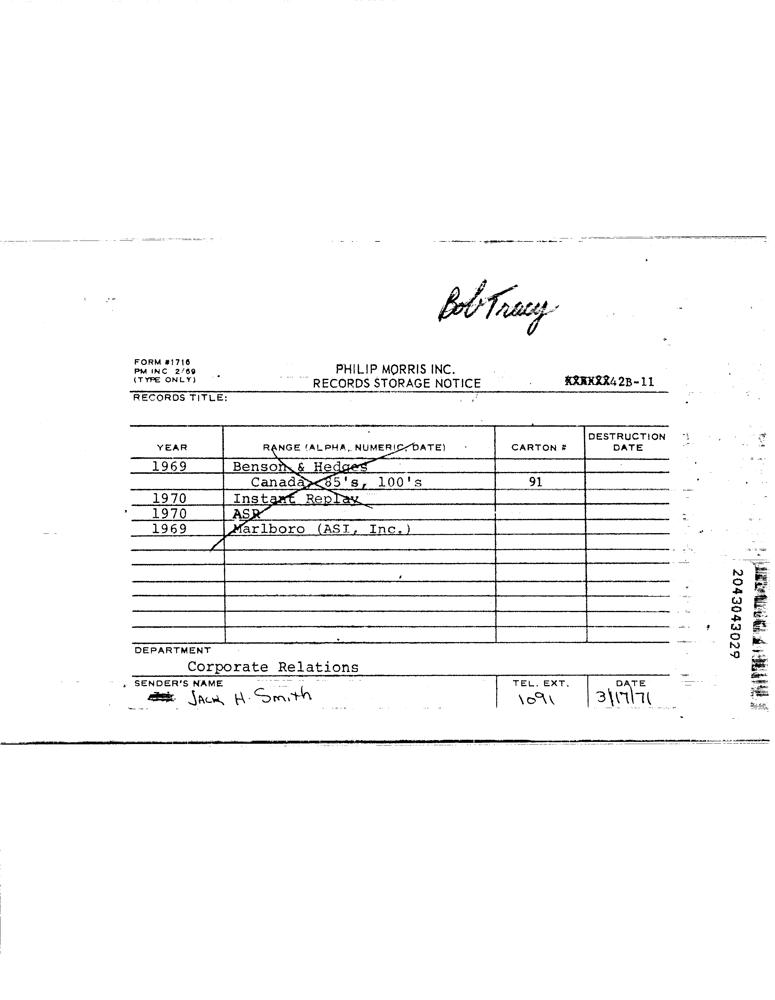 Bob Tracy
FORM #1716
PM INC 2/69
(TYPE ONLY)
PHILIP MORRIS INC.
RECORDS STORAGE NOTICE
42B-11
RECORDS TITLE:
YEAR RANGE (ALPHA, NUMERIC, DATE) CARTON # DESTRUCTION DATE
1969 Benson & Hedges
Canada 85's, 100's 91
1970 Instant Replay
1970 ASR
1969 Marlboro (ASI, Inc.)
DEPARTMENT
Corporate Relations
SENDER'S NAME TEL. EXT. DATE
Jack H. Smith 1091 3/17/71
2043043029